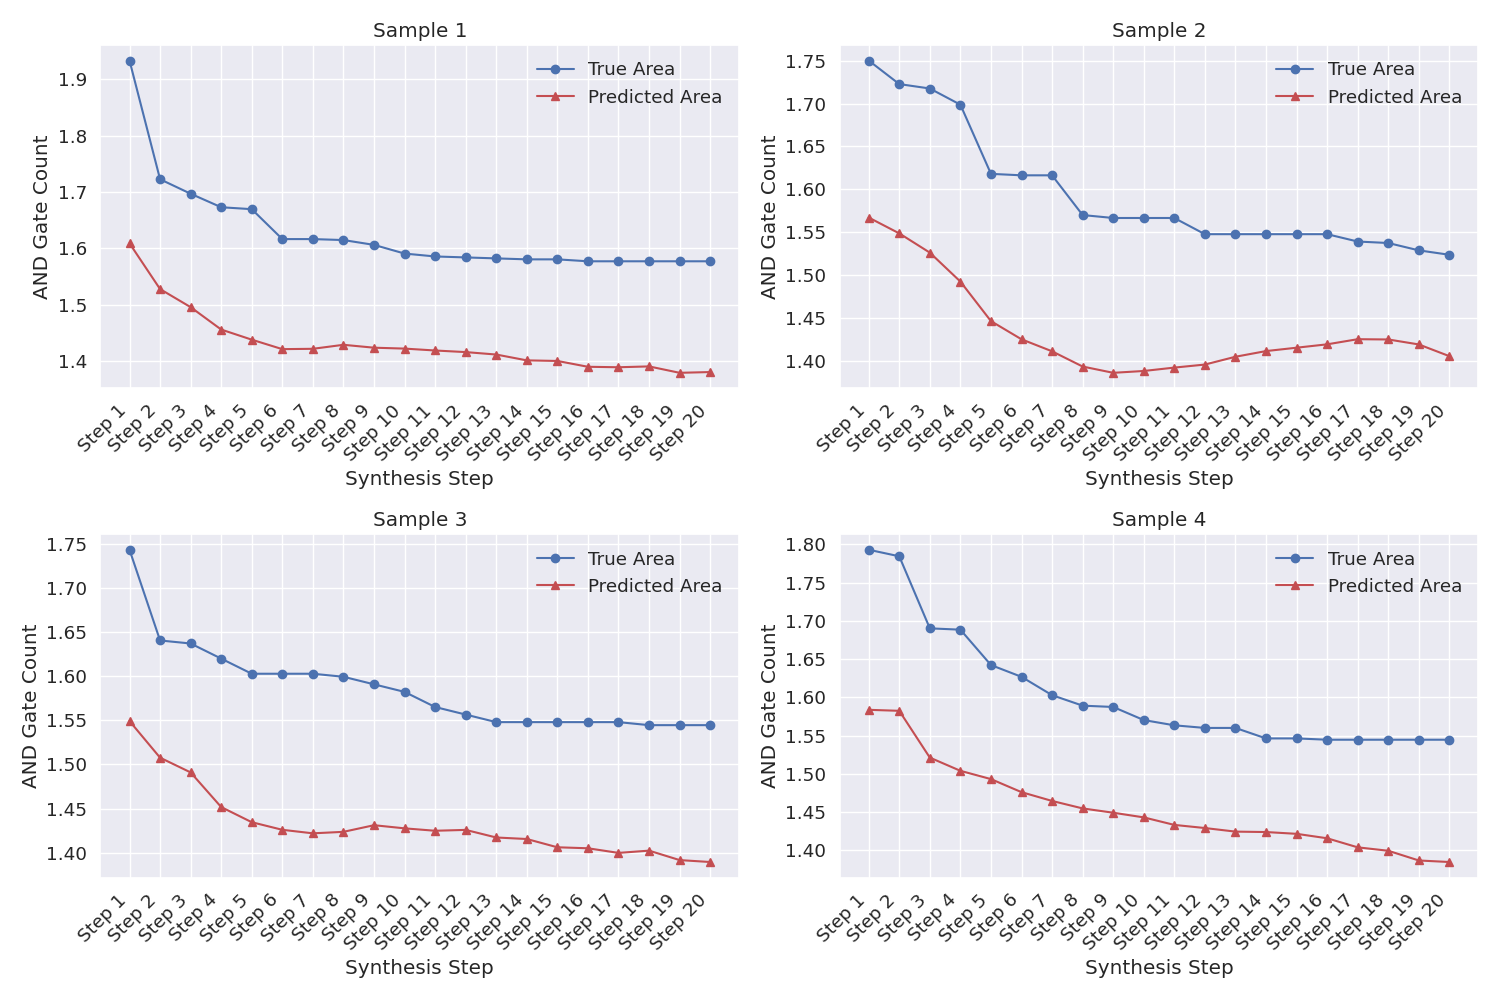 Sample 1
True Area
Predicted Area
AND Gate Count
1.9
1.8
1.7
1.6
1.5
1.4
Step 1
Step 2
Step 3
Step 4
Step 5
Step 6
Step 7
Step 8
Step 9
Step 10
Step 11
Step 12
Step 13
Step 14
Step 15
Step 16
Step 17
Step 18
Step 19
Step 20
Synthesis Step
Sample 2
True Area
Predicted Area
AND Gate Count
1.75
1.70
1.65
1.60
1.55
1.50
1.45
1.40
Step 1
Step 2
Step 3
Step 4
Step 5
Step 6
Step 7
Step 8
Step 9
Step 10
Step 11
Step 12
Step 13
Step 14
Step 15
Step 16
Step 17
Step 18
Step 19
Step 20
Synthesis Step
Sample 3
True Area
Predicted Area
AND Gate Count
1.75
1.70
1.65
1.60
1.55
1.50
1.45
1.40
Step 1
Step 2
Step 3
Step 4
Step 5
Step 6
Step 7
Step 8
Step 9
Step 10
Step 11
Step 12
Step 13
Step 14
Step 15
Step 16
Step 17
Step 18
Step 19
Step 20
Synthesis Step
Sample 4
True Area
Predicted Area
AND Gate Count
1.80
1.75
1.70
1.65
1.60
1.55
1.50
1.45
1.40
Step 1
Step 2
Step 3
Step 4
Step 5
Step 6
Step 7
Step 8
Step 9
Step 10
Step 11
Step 12
Step 13
Step 14
Step 15
Step 16
Step 17
Step 18
Step 19
Step 20
Synthesis Step